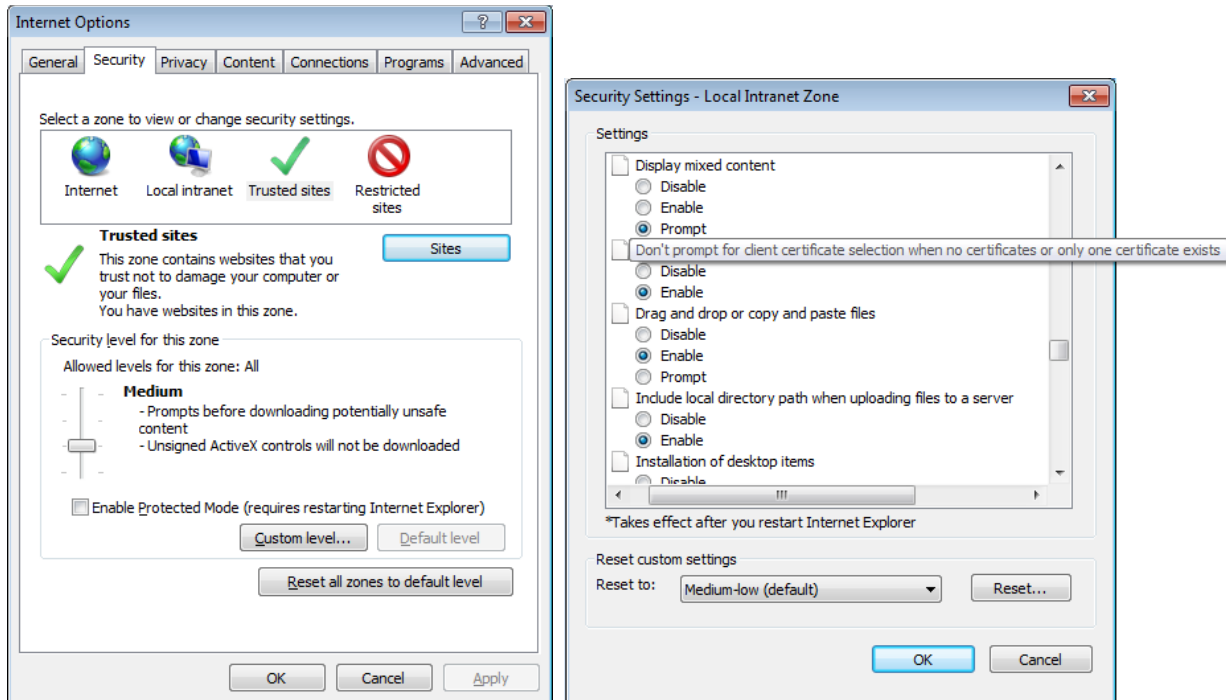 Internet Options
General Security Privacy Content Connections Programs Advanced
Select a zone to view or change security settings.
Internet Local intranet Trusted sites Restricted
sites
Trusted sites
Sites
This zone contains websites that you
trust not to damage your computer or
your files.
You have websites in this zone.
Security level for this zone
Allowed levels for this zone: All
Medium
- Prompts before downloading potentially unsafe
content
- Unsigned ActiveX controls will not be downloaded
Enable Protected Mode (requires restarting Internet Explorer)
Custom level... Default level
Reset all zones to default level
OK Cancel Apply
Security Settings - Local Intranet Zone
Settings
Display mixed content
Disable
Enable
Prompt
Don't prompt for client certificate selection when no certificates or only one certificate exists
Disable
Enable
Drag and drop or copy and paste files
Disable
Enable
Prompt
Include local directory path when uploading files to a server
Disable
Enable
Installation of desktop items
Disable
*Takes effect after you restart Internet Explorer
Reset custom settings
Reset to: Medium-low (default) Reset...
OK Cancel